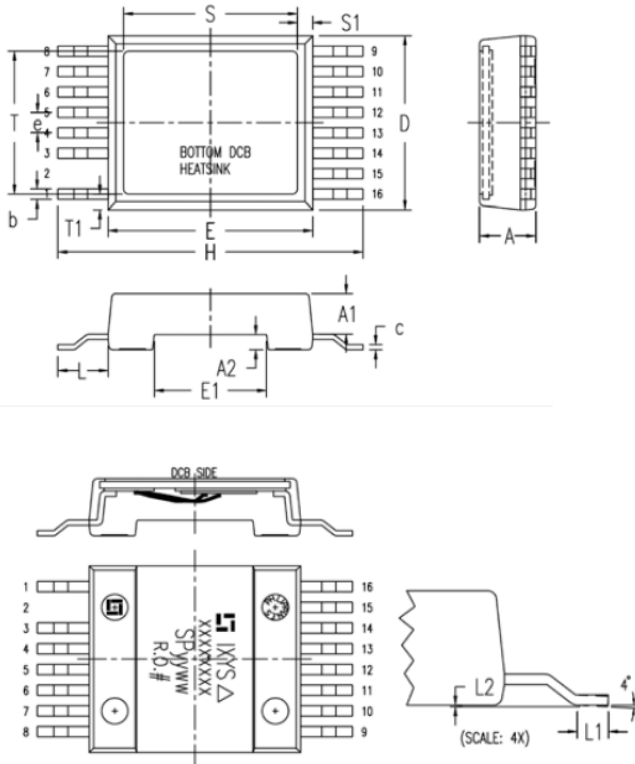 S
S1
8 9
7 10
6 11
5 12
4 13
3 14
2 15
1 16
T
e
b
T1
D
BOTTOM DCB
HEATSINK
E
H
A
A1
A2
c
L
E1
DCB SIDE
1 16
2 15
3 14
4 13
5 12
6 11
7 10
8 9
IXYS
XXXXXXXX
SPyyww
R.O.#
L2
4°
L1
(SCALE: 4X)